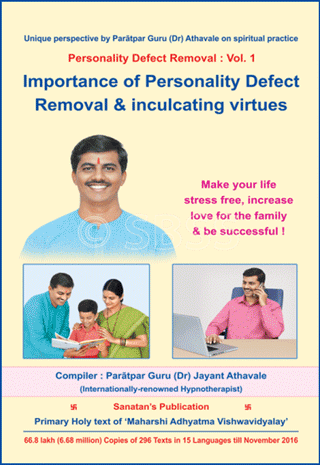 Unique perspective by Parātpar Guru (Dr) Athavale on spiritual practice
Personality Defect Removal : Vol. 1
Importance of Personality Defect
Removal & inculcating virtues
Make your life
stress free, increase
love for the family
& be successful !
Compiler : Parātpar Guru (Dr) Jayant Athavale
(Internationally-renowned Hypnotherapist)
卐 Sanatan's Publication 卐
Primary Holy text of 'Maharshi Adhyatma Vishwavidyalay'
66.8 lakh (6.68 million) Copies of 296 Texts in 15 Languages till November 2016